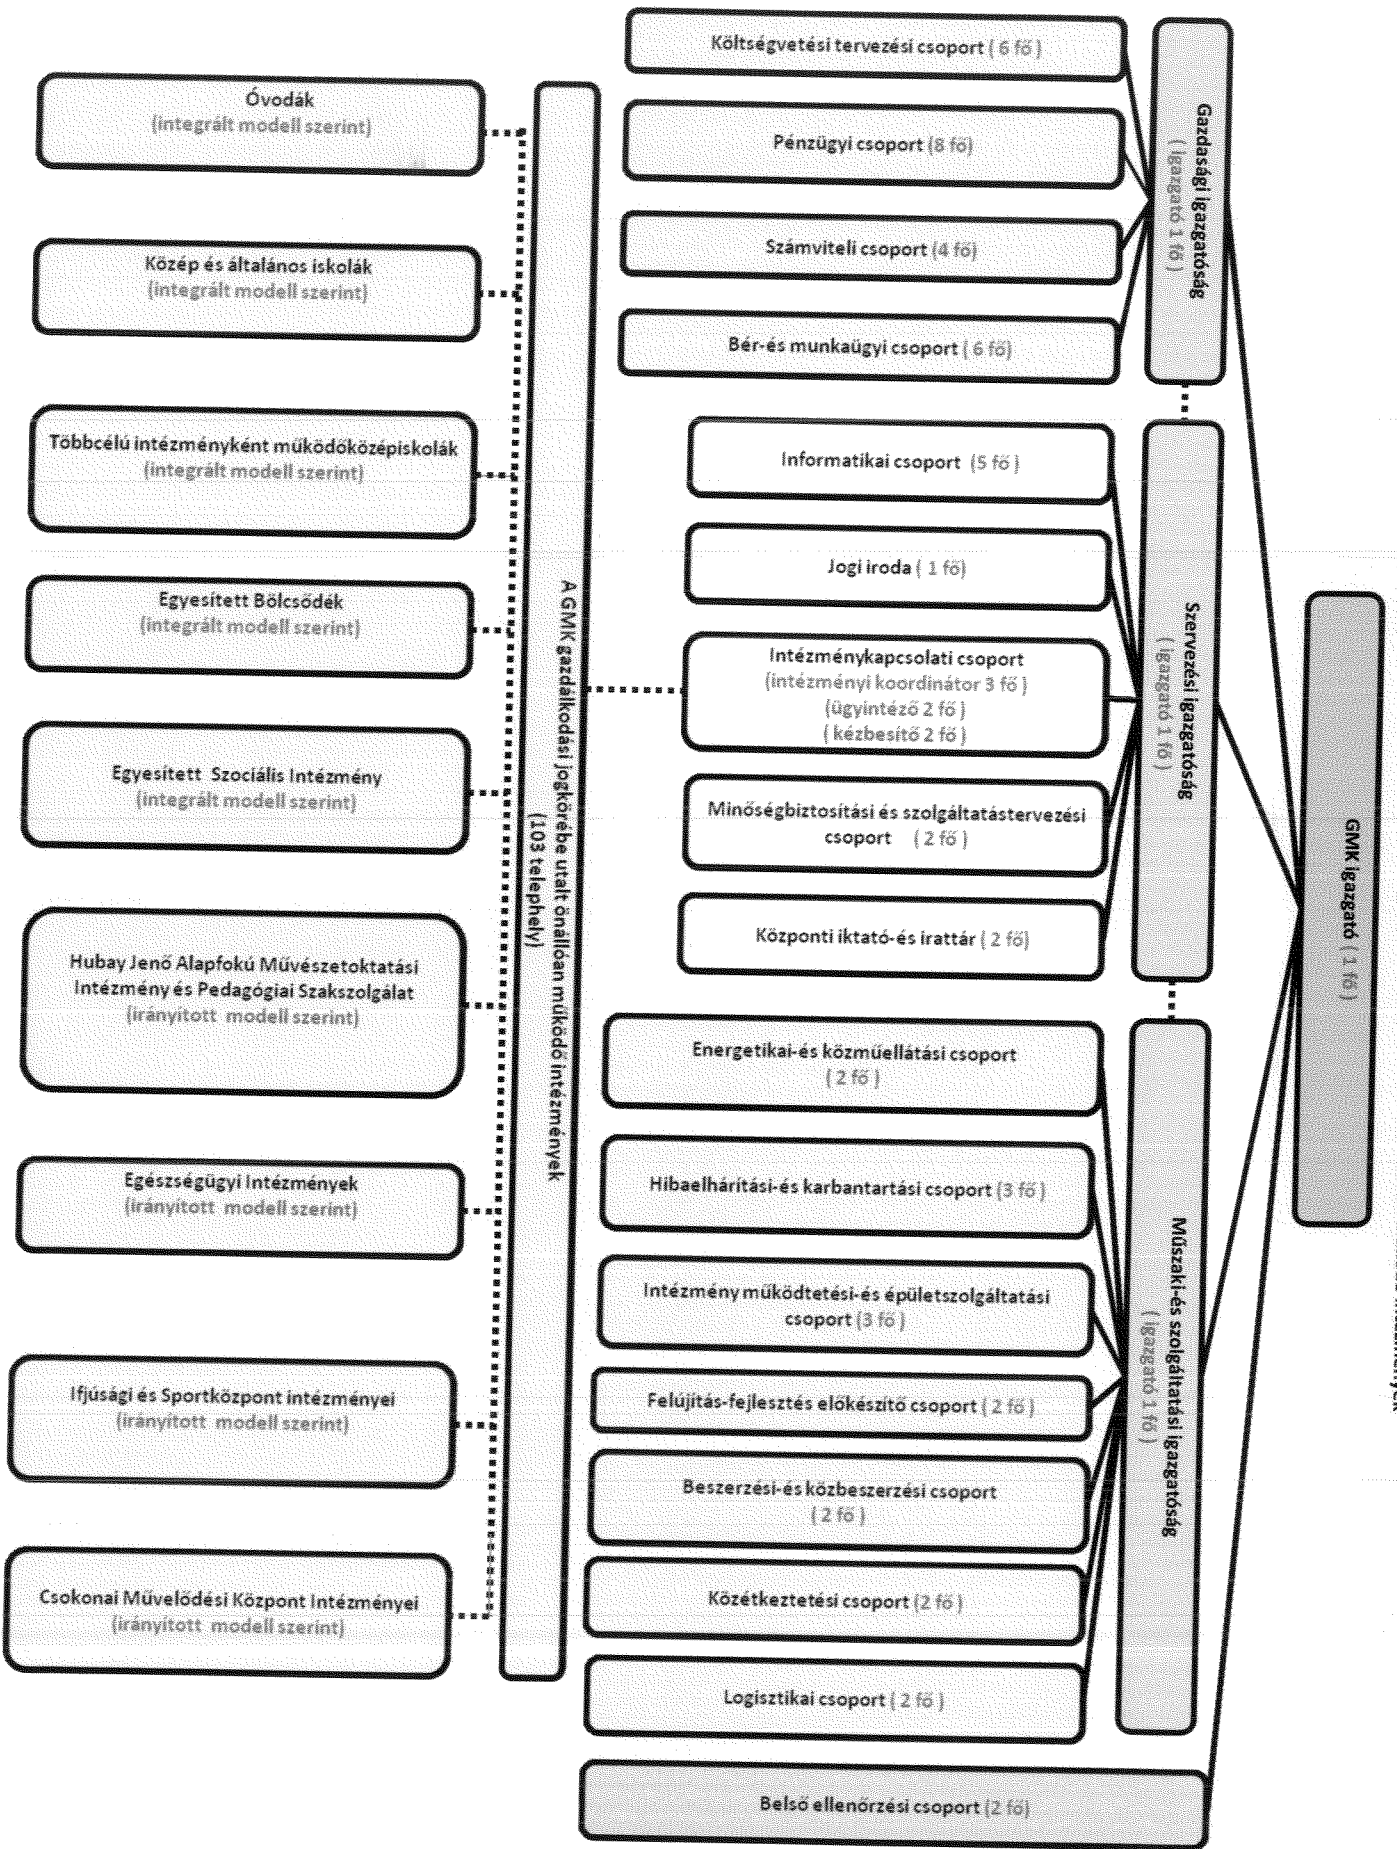 GMK igazgató ( 1 fő )
Gazdasági igazgatóság
( igazgató 1 fő )
Költségvetési tervezési csoport ( 6 fő )
Pénzügyi csoport (8 fő)
Számviteli csoport (4 fő)
Bér-és munkaügyi csoport ( 6 fő)
Szervezési igazgatóság
( igazgató 1 fő )
Informatikai csoport (5 fő )
Jogi iroda ( 1 fő)
Intézménykapcsolati csoport
(intézményi koordinátor 3 fő )
(ügyintéző 2 fő )
( kézbesítő 2 fő )
Minőségbiztosítási és szolgáltatástervezési
csoport ( 2 fő )
Központi iktató-és irattár ( 2 fő)
Műszaki-és szolgáltatási igazgatóság
( igazgató 1 fő )
Energetikai-és közműellátási csoport
( 2 fő )
Hibaelhárítási-és karbantartási csoport (3 fő )
Intézmény működtetési-és épületszolgáltatási
csoport (3 fő )
Felújítás-fejlesztés előkészítő csoport ( 2 fő )
Beszerzési-és közbeszerzési csoport
( 2 fő )
Közétkeztetési csoport (2 fő )
Logisztikai csoport ( 2 fő )
Belső ellenőrzési csoport (2 fő)
A GMK gazdálkodási jogkörébe utalt önállóan működő intézmények
(103 telephely)
Óvodák
(integrált modell szerint)
Közép és általános iskolák
(integrált modell szerint)
Többcélú intézményként működőközépiskolák
(integrált modell szerint)
Egyesített Bölcsődék
(integrált modell szerint)
Egyesített Szociális Intézmény
(integrált modell szerint)
Hubay Jenő Alapfokú Művészetoktatási
Intézmény és Pedagógiai Szakszolgálat
(irányított modell szerint)
Egészségügyi Intézmények
(irányított modell szerint)
Ifjúsági és Sportközpont intézményei
(irányított modell szerint)
Csokonai Művelődési Központ Intézményei
(irányított modell szerint)